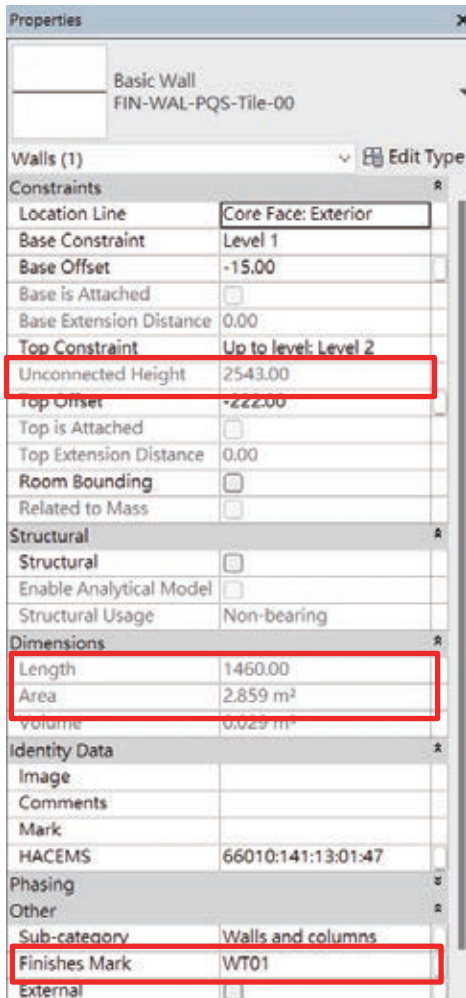 Properties
Basic Wall
FIN-WAL-PQS-Tile-00
Walls (1) Edit Type
Constraints
Location Line Core Face: Exterior
Base Constraint Level 1
Base Offset -15.00
Base is Attached
Base Extension Distance 0.00
Top Constraint Up to level: Level 2
Unconnected Height 2543.00
Top Offset -222.00
Top is Attached
Top Extension Distance 0.00
Room Bounding
Related to Mass
Structural
Structural
Enable Analytical Model
Structural Usage Non-bearing
Dimensions
Length 1460.00
Area 2.859 m²
Volume 0.029 m³
Identity Data
Image
Comments
Mark
HACEMS 66010:141:13:01:47
Phasing
Other
Sub-category Walls and columns
Finishes Mark WT01
External